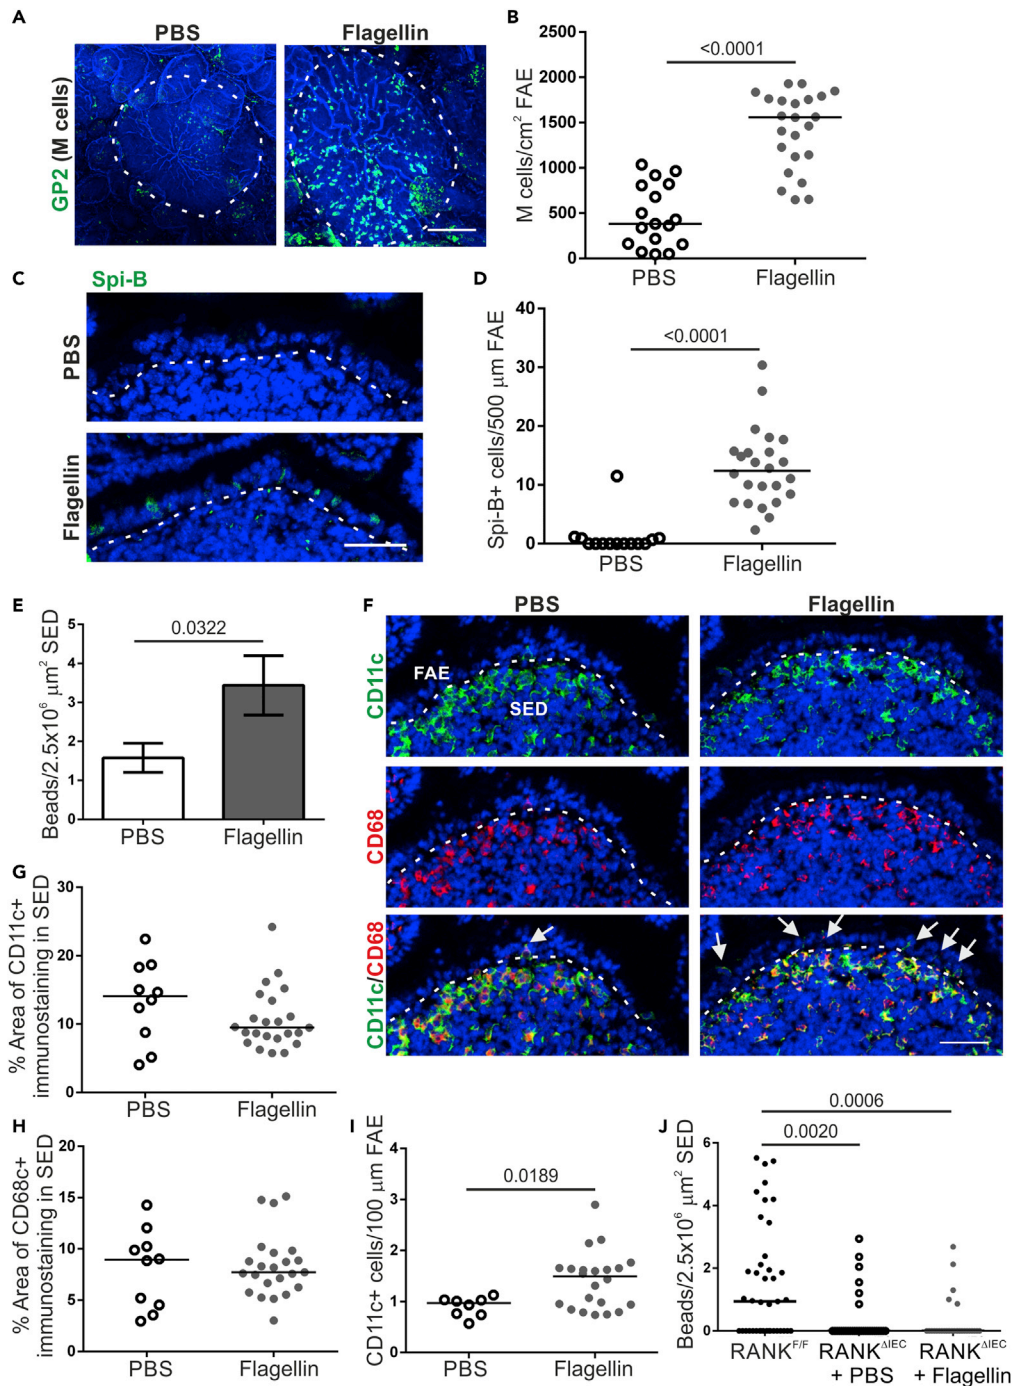 A
PBS
Flagellin
GP2 (M cells)
B
M cells/cm² FAE
2500
2000
1500
1000
500
0
<0.0001
PBS
Flagellin
C
Spi-B
PBS
Flagellin
D
Spi-B+ cells/500 µm FAE
40
30
20
10
0
<0.0001
PBS
Flagellin
E
Beads/2.5x10⁶ µm² SED
5
4
3
2
1
0
0.0322
PBS
Flagellin
F
PBS
Flagellin
CD11c
FAE
SED
CD68
CD11c/CD68
G
% Area of CD11c+
immunostaining in SED
30
20
10
0
PBS
Flagellin
H
% Area of CD68c+
immunostaining in SED
20
15
10
5
0
PBS
Flagellin
I
CD11c+ cells/100 µm FAE
4
3
2
1
0
0.0189
PBS
Flagellin
J
Beads/2.5x10⁶ µm² SED
6
4
2
0
0.0006
0.0020
RANK^F/F
RANK^ΔIEC
+ PBS
RANK^ΔIEC
+ Flagellin